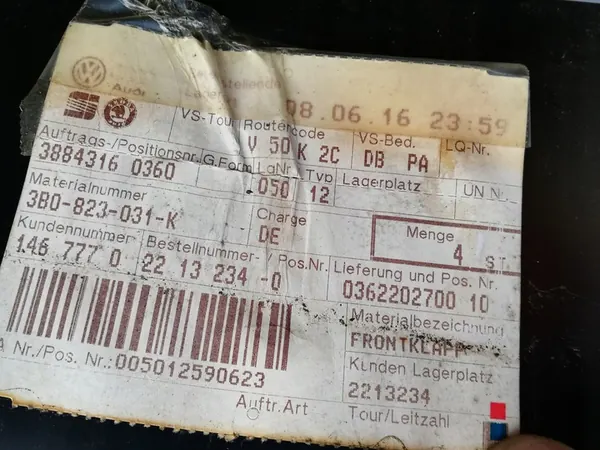 Audi
08.06.16 23:59
VS-Tour Routercode VS-Bed. LQ-Nr.
V 50 K 2C DB PA
Auftrags-/Positionsnr. G.Form LgNr Typ Lagerplatz UN N
3884316 0360 050 12
Materialnummer Charge Menge
3B0-823-031-K DE 4 ST
Kundennummer Bestellnummer- / Pos.Nr. Lieferung und Pos. Nr
146 777 0 22 13 234 -0 0362202700 10
Materialbezeichnung
FRONTKLAPP
Kunden Lagerplatz
A Nr./Pos. Nr.: 005012590623 2213234
Auftr.Art Tour/Leitzahl